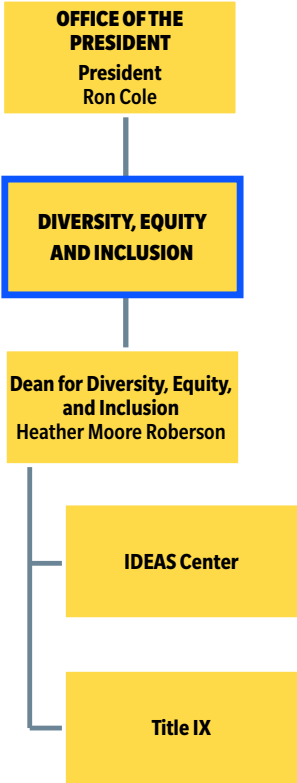 OFFICE OF THE
PRESIDENT
President
Ron Cole
DIVERSITY, EQUITY
AND INCLUSION
Dean for Diversity, Equity,
and Inclusion
Heather Moore Roberson
IDEAS Center
Title IX